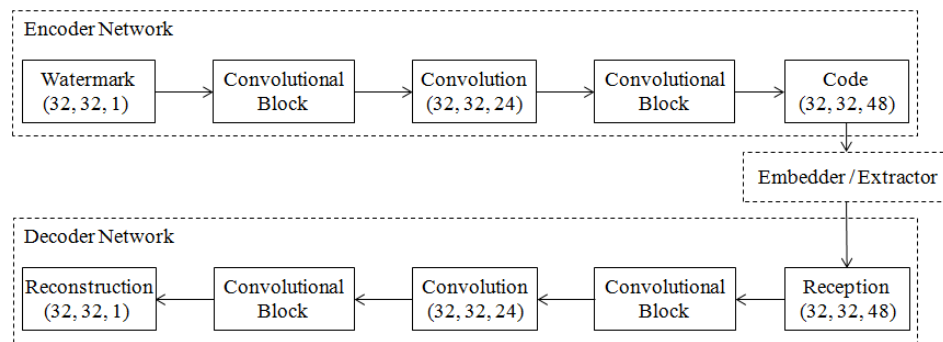 Encoder Network
Watermark
(32, 32, 1)
Convolutional
Block
Convolution
(32, 32, 24)
Convolutional
Block
Code
(32, 32, 48)
Embedder / Extractor
Decoder Network
Reconstruction
(32, 32, 1)
Convolutional
Block
Convolution
(32, 32, 24)
Convolutional
Block
Reception
(32, 32, 48)